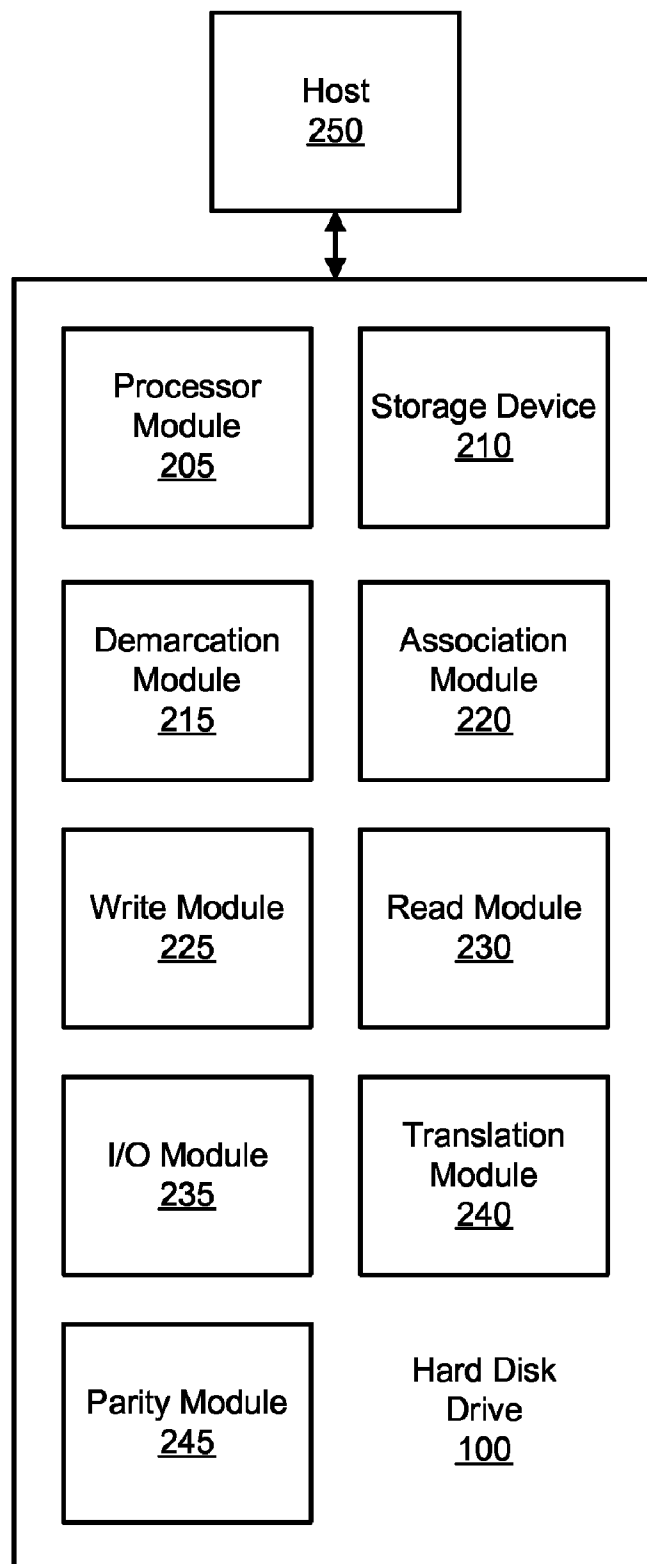 Host
250
Processor
Module
205
Storage Device
210
Demarcation
Module
215
Association
Module
220
Write Module
225
Read Module
230
I/O Module
235
Translation
Module
240
Parity Module
245
Hard Disk
Drive
100